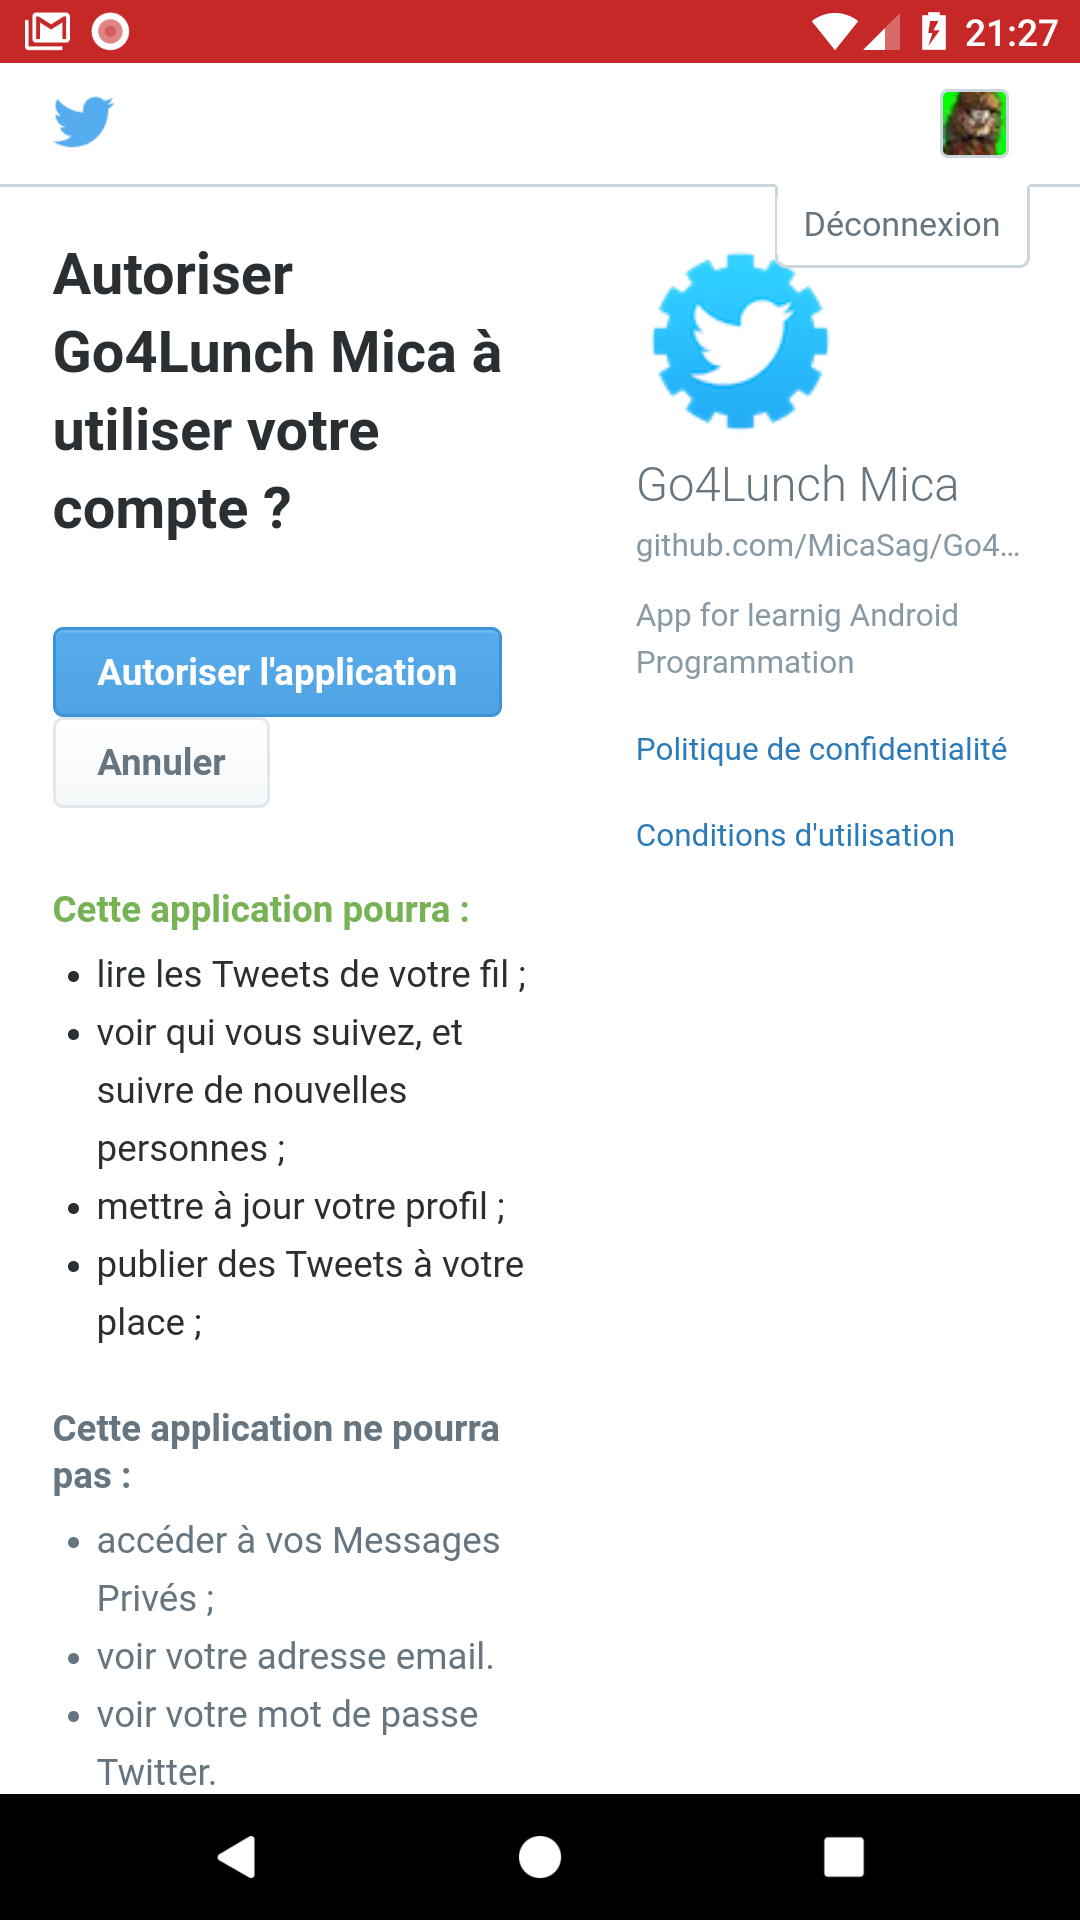 21:27
Déconnexion
Autoriser
Go4Lunch Mica à
utiliser votre
compte ?
Autoriser l'application
Annuler
Go4Lunch Mica
github.com/MicaSag/Go4…
App for learnig Android
Programmation
Politique de confidentialité
Conditions d'utilisation
Cette application pourra :
• lire les Tweets de votre fil ;
• voir qui vous suivez, et
suivre de nouvelles
personnes ;
• mettre à jour votre profil ;
• publier des Tweets à votre
place ;
Cette application ne pourra
pas :
• accéder à vos Messages
Privés ;
• voir votre adresse email.
• voir votre mot de passe
Twitter.